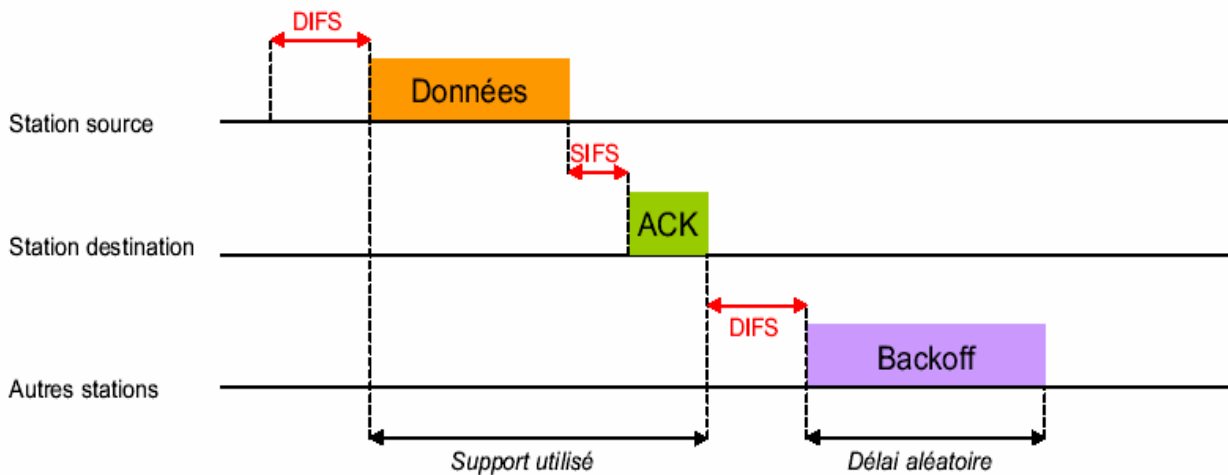 DIFS
Données
Station source
SIFS
ACK
Station destination
DIFS
Backoff
Autres stations
Support utilisé
Délai aléatoire